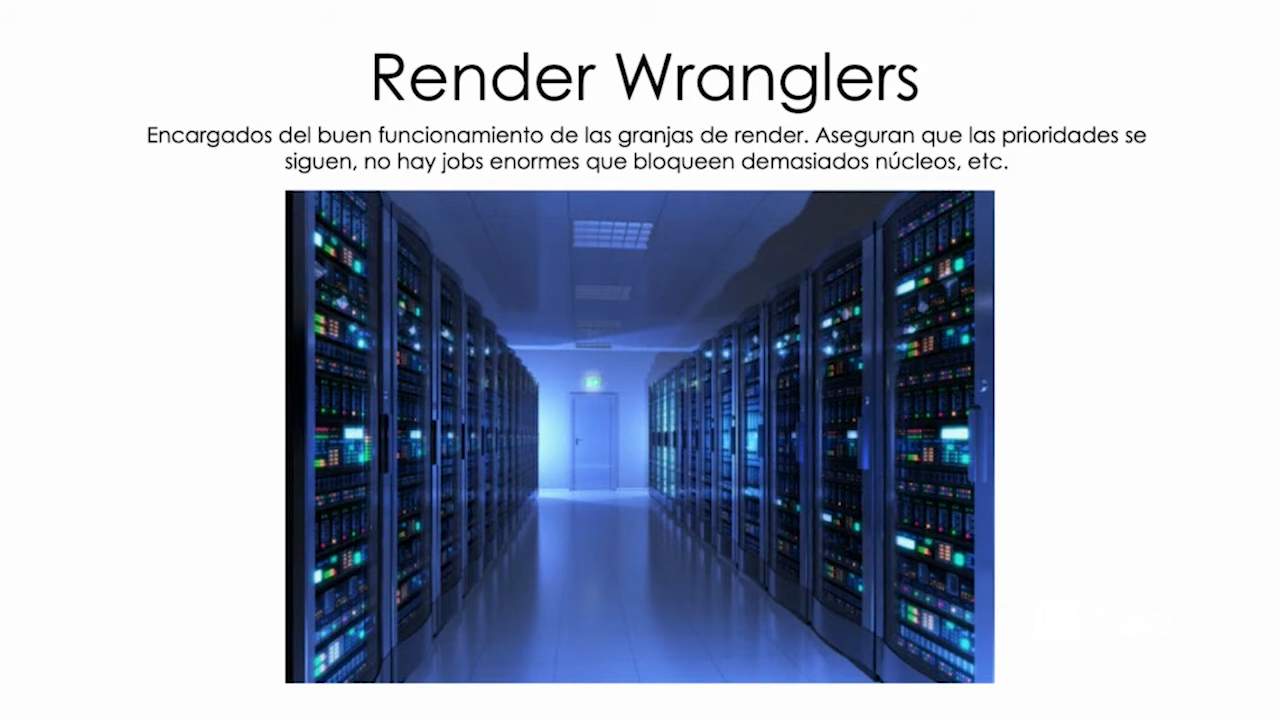 Render Wranglers
Encargados del buen funcionamiento de las granjas de render. Aseguran que las prioridades se
siguen, no hay jobs enormes que bloqueen demasiados núcleos, etc.